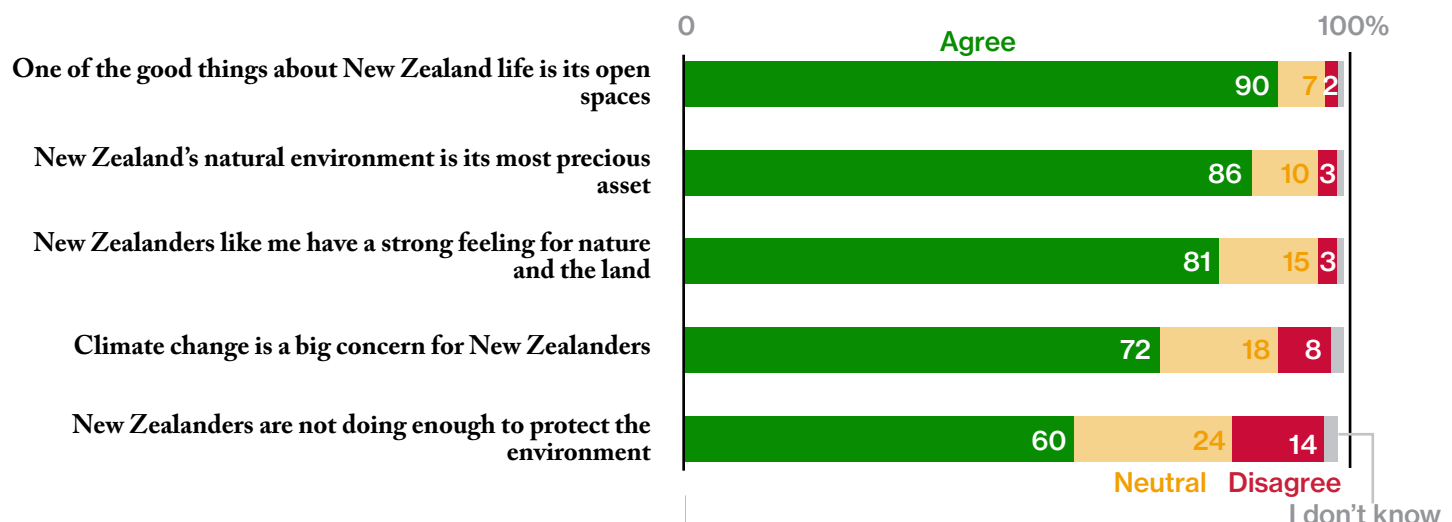 0 100%
Agree
One of the good things about New Zealand life is its open
spaces
90 7 2
New Zealand’s natural environment is its most precious
asset
86 10 3
New Zealanders like me have a strong feeling for nature
and the land
81 15 3
Climate change is a big concern for New Zealanders
72 18 8
New Zealanders are not doing enough to protect the
environment
60 24 14
Neutral Disagree
I don’t know